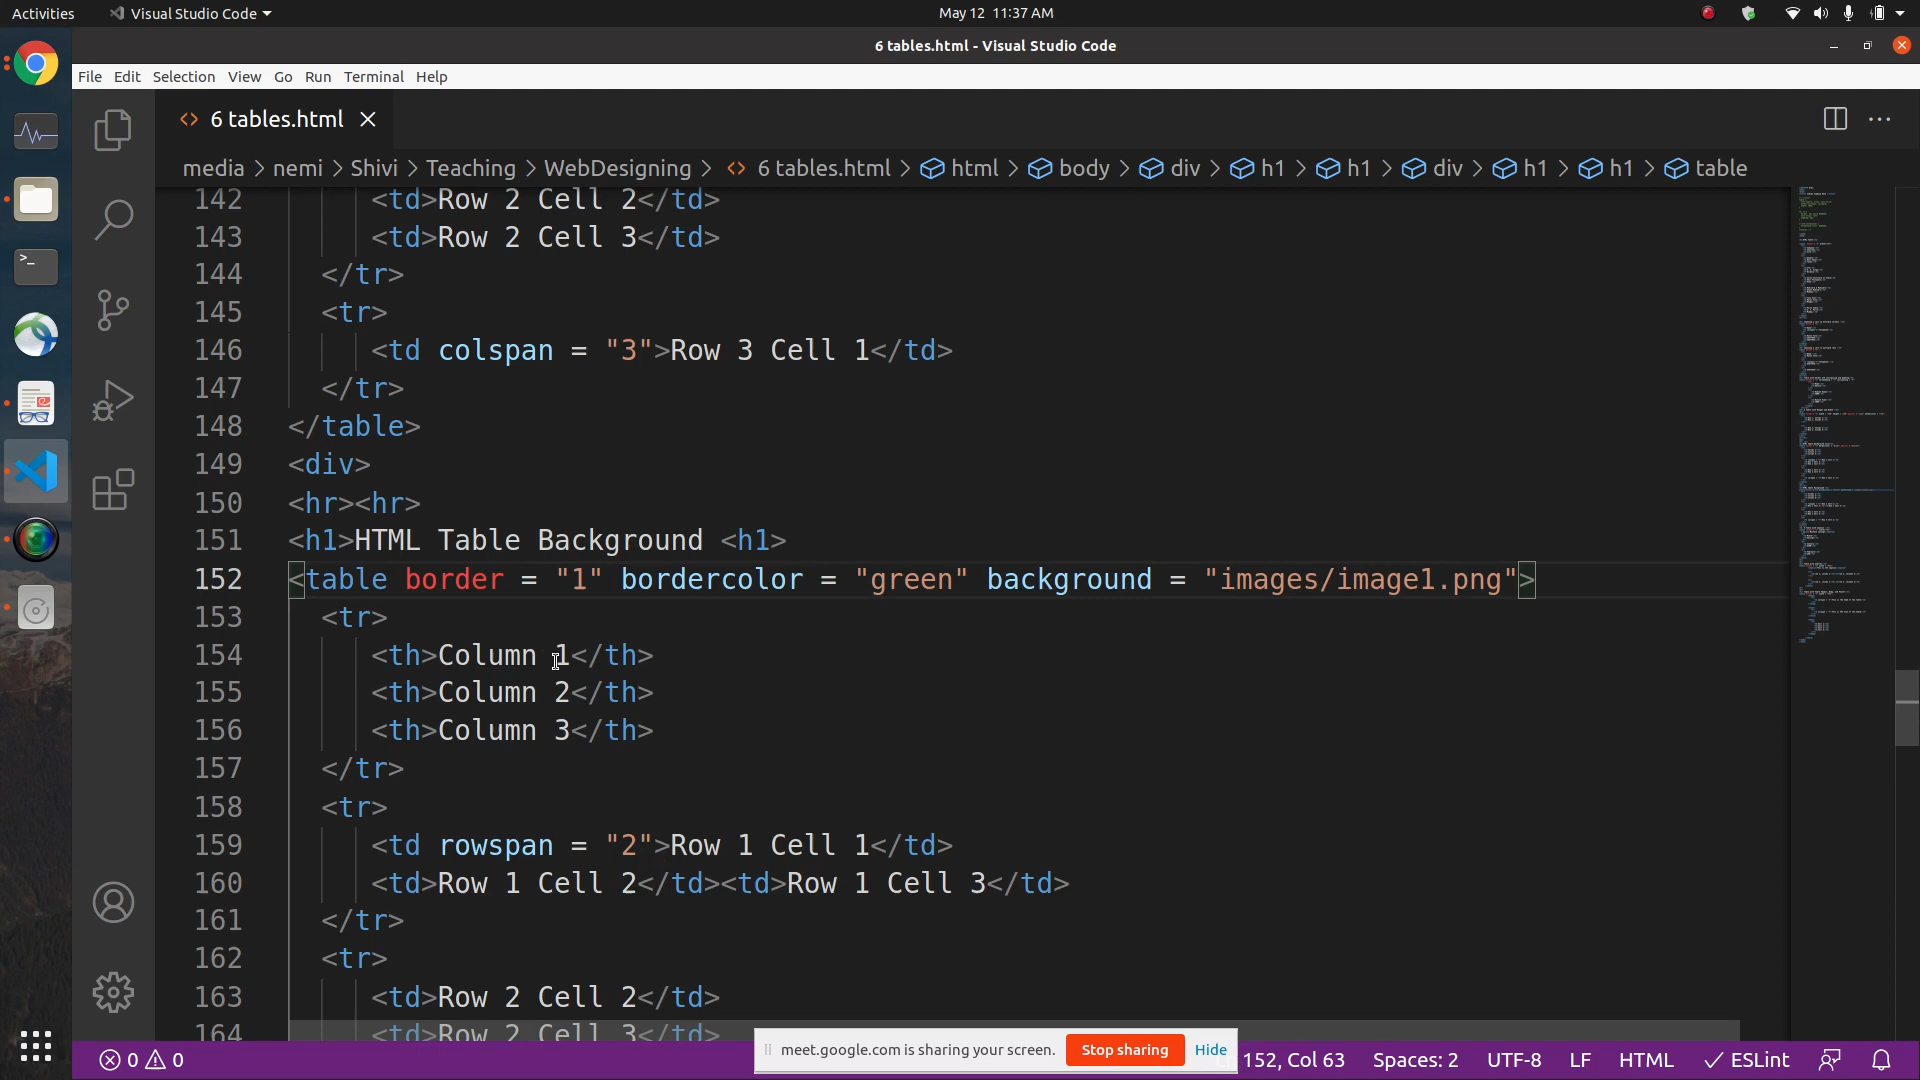 Activities Visual Studio Code May 12 11:37 AM
6 tables.html - Visual Studio Code
File Edit Selection View Go Run Terminal Help
6 tables.html
media > nemi > Shivi > Teaching > WebDesigning > 6 tables.html > html > body > div > h1 > h1 > div > h1 > h1 > table
142 <td>Row 2 Cell 2</td>
143 <td>Row 2 Cell 3</td>
144 </tr>
145 <tr>
146 <td colspan = "3">Row 3 Cell 1</td>
147 </tr>
148 </table>
149 <div>
150 <hr><hr>
151 <h1>HTML Table Background <h1>
152 <table border = "1" bordercolor = "green" background = "images/image1.png">
153 <tr>
154 <th>Column 1</th>
155 <th>Column 2</th>
156 <th>Column 3</th>
157 </tr>
158 <tr>
159 <td rowspan = "2">Row 1 Cell 1</td>
160 <td>Row 1 Cell 2</td><td>Row 1 Cell 3</td>
161 </tr>
162 <tr>
163 <td>Row 2 Cell 2</td>
164 <td>Row 2 Cell 3</td>
meet.google.com is sharing your screen. Stop sharing Hide
0 0 152, Col 63 Spaces: 2 UTF-8 LF HTML ESLint